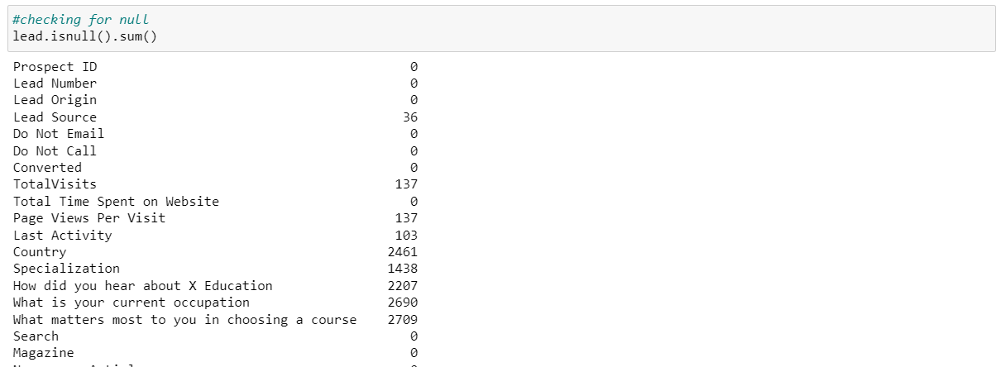 #checking for null
lead.isnull().sum()
Prospect ID 0
Lead Number 0
Lead Origin 0
Lead Source 36
Do Not Email 0
Do Not Call 0
Converted 0
TotalVisits 137
Total Time Spent on Website 0
Page Views Per Visit 137
Last Activity 103
Country 2461
Specialization 1438
How did you hear about X Education 2207
What is your current occupation 2690
What matters most to you in choosing a course 2709
Search 0
Magazine 0